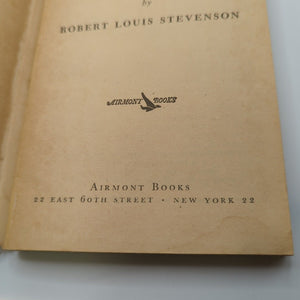 by
ROBERT LOUIS STEVENSON
AIRMONT BOOKS
AIRMONT BOOKS
22 EAST 60TH STREET • NEW YORK 22